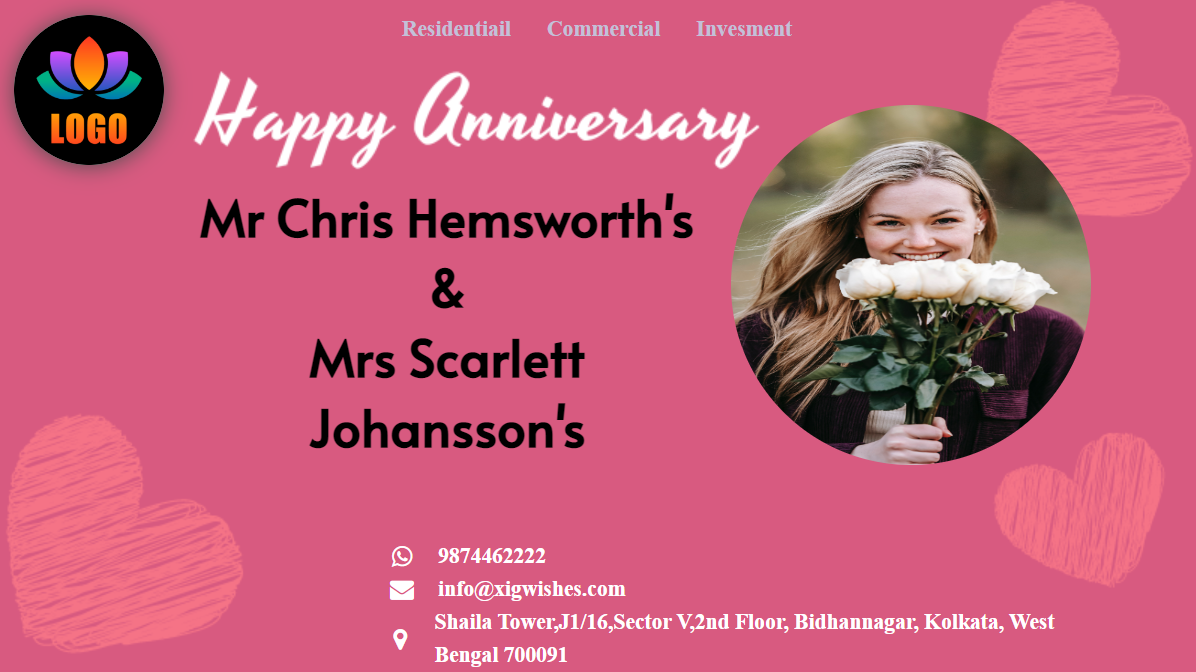 Residentiail Commercial Invesment
LOGO
Happy Anniversary
Mr Chris Hemsworth's
&
Mrs Scarlett
Johansson's
9874462222
info@xigwishes.com
Shaila Tower,J1/16,Sector V,2nd Floor, Bidhannagar, Kolkata, West
Bengal 700091